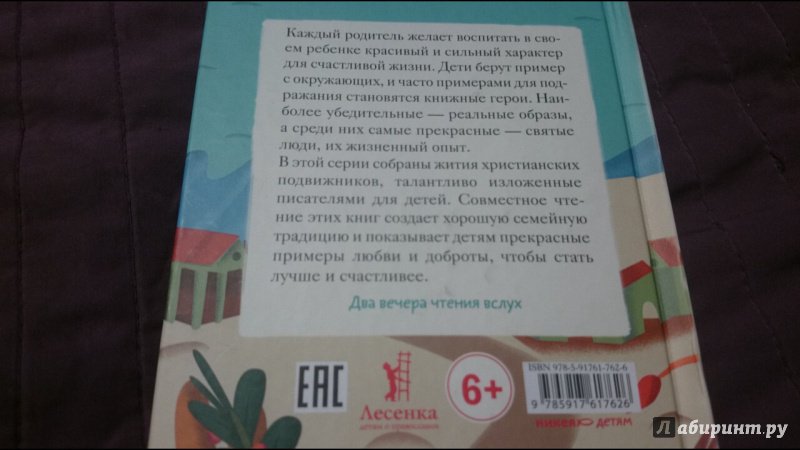 Каждый родитель желает воспитать в сво-
ем ребенке красивый и сильный характер
для счастливой жизни. Дети берут пример
с окружающих, и часто примерами для под-
ражания становятся книжные герои. Наи-
более убедительные — реальные образы,
а среди них самые прекрасные — святые
люди, их жизненный опыт.
В этой серии собраны жития христианских
подвижников, талантливо изложенные
писателями для детей. Совместное чте-
ние этих книг создает хорошую семейную
традицию и показывает детям прекрасные
примеры любви и доброты, чтобы стать
лучше и счастливее.
Два вечера чтения вслух
ЕАС
Лесенка
детям о православии
6+
ISBN 978-5-91761-762-6
9 785917 617626
никея детям
Лабиринт.ру